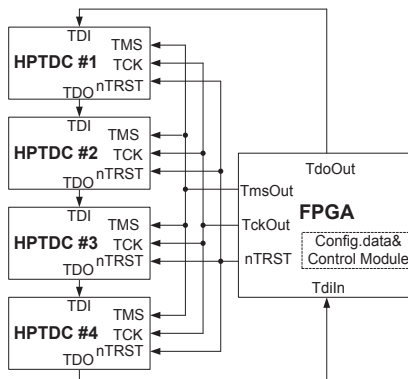 TDI
TMS
HPTDC #1
TCK
nTRST
TDO
TDI
TMS
HPTDC #2
TCK
nTRST
TDO
TDI
TMS
HPTDC #3
TCK
nTRST
TDO
TDI
TMS
HPTDC #4
TCK
nTRST
TDO
TdoOut
TmsOut
FPGA
TckOut
Config.data&
Control Module
nTRST
TdiIn